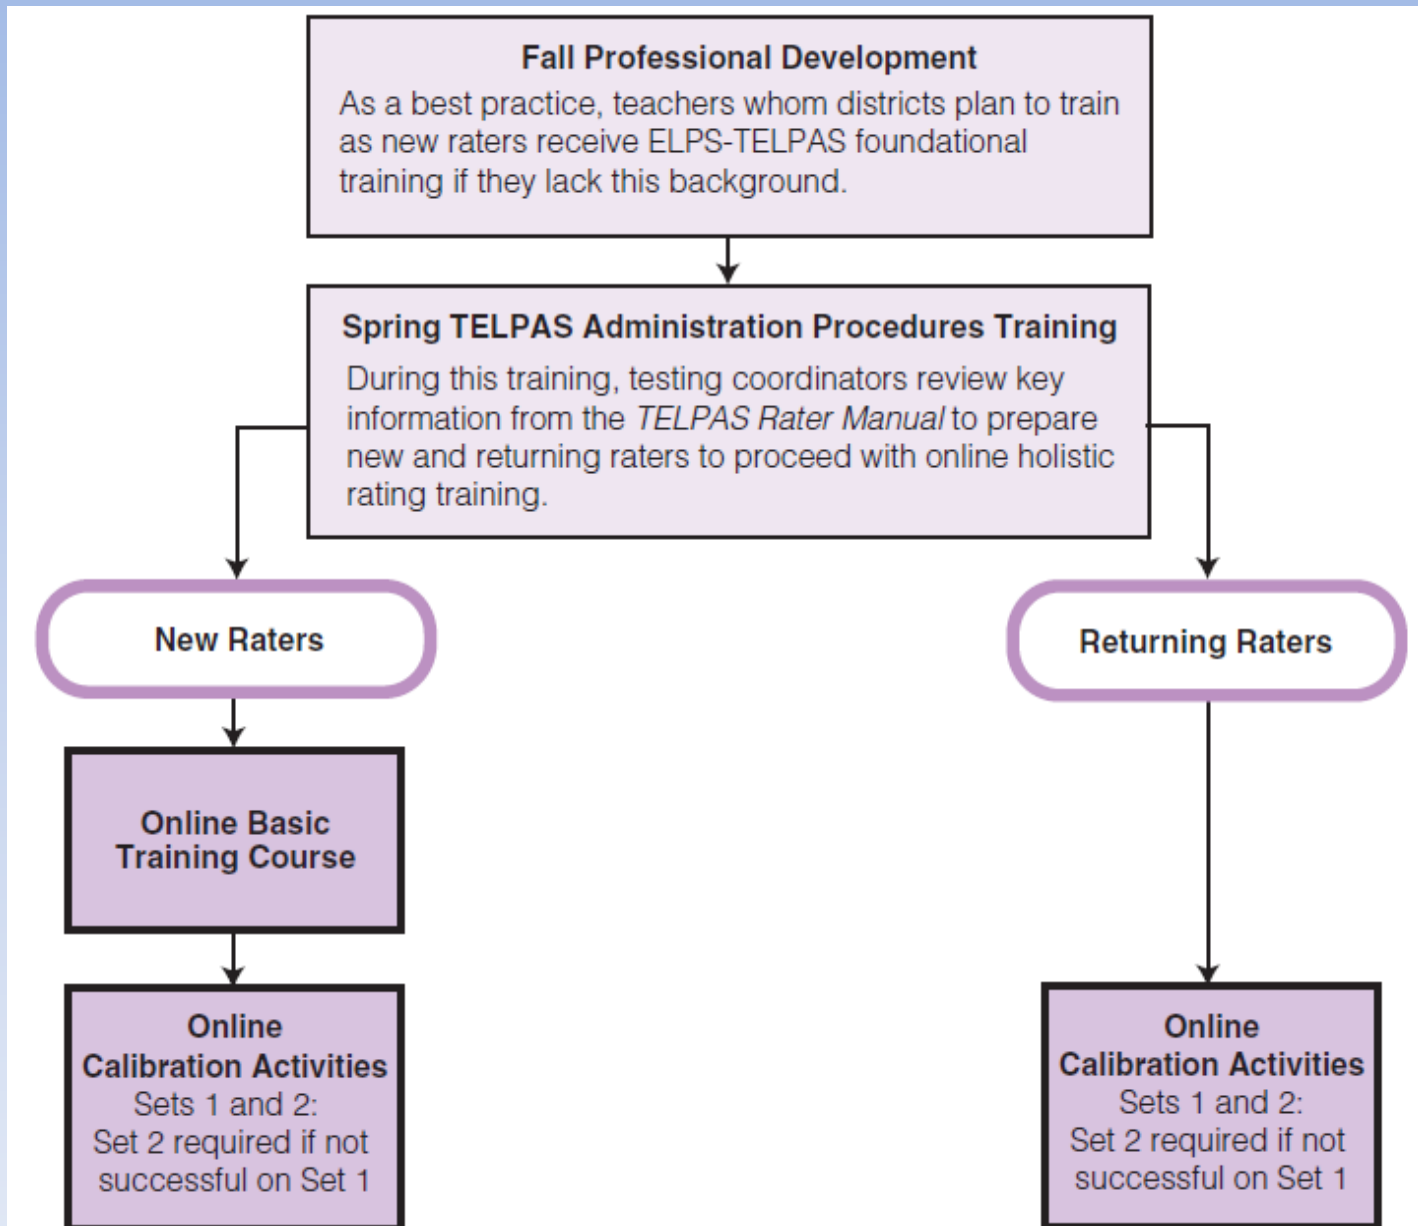 Fall Professional Development
As a best practice, teachers whom districts plan to train
as new raters receive ELPS-TELPAS foundational
training if they lack this background.
Spring TELPAS Administration Procedures Training
During this training, testing coordinators review key
information from the TELPAS Rater Manual to prepare
new and returning raters to proceed with online holistic
rating training.
New Raters
Returning Raters
Online Basic
Training Course
Online
Calibration Activities
Sets 1 and 2:
Set 2 required if not
successful on Set 1
Online
Calibration Activities
Sets 1 and 2:
Set 2 required if not
successful on Set 1